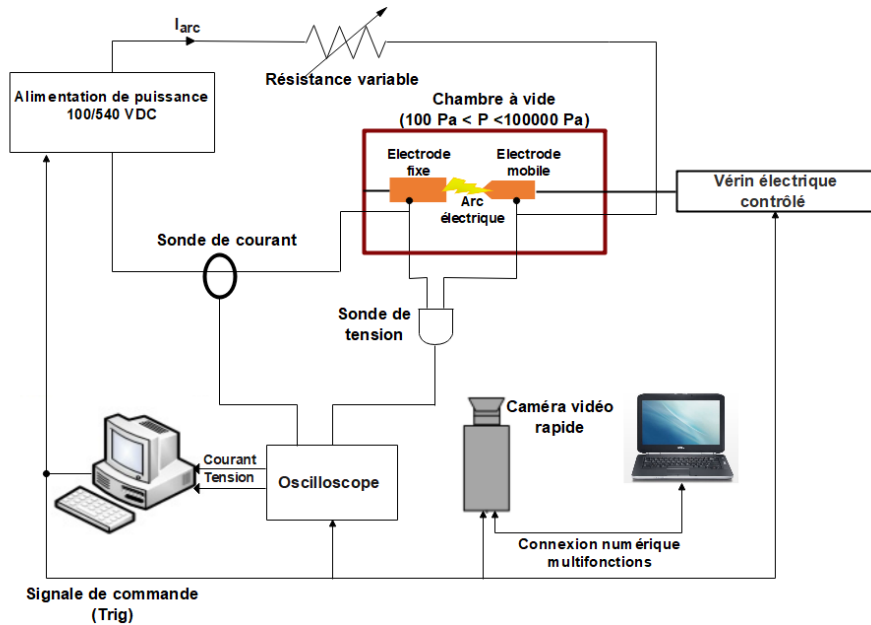 I arc
Résistance variable
Alimentation de puissance
100/540 VDC
Chambre à vide
(100 Pa < P <100000 Pa)
Electrode
fixe
Electrode
mobile
Arc
électrique
Vérin électrique
contrôlé
Sonde de courant
Sonde de
tension
Caméra vidéo
rapide
Courant
Tension
Oscilloscope
Connexion numérique
multifonctions
Signale de commande
(Trig)